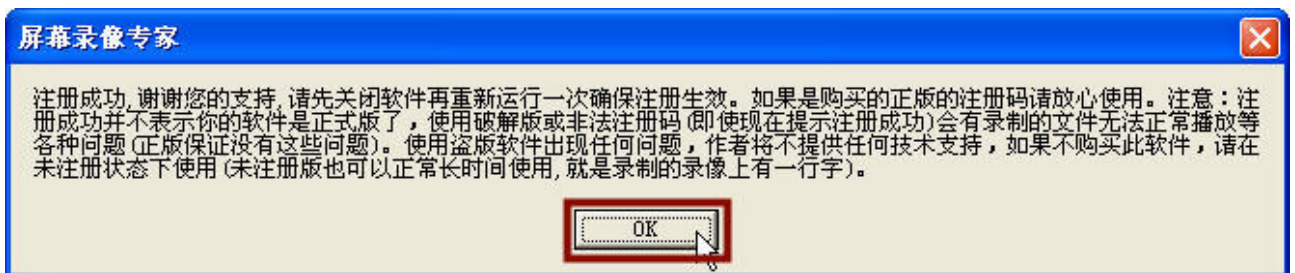 屏幕录像专家
注册成功,谢谢您的支持,请先关闭软件再重新运行一次确保注册生效。如果是购买的正版的注册码请放心使用。注意：注
册成功并不表示你的软件是正式版了，使用破解版或非法注册码(即使现在提示注册成功)会有录制的文件无法正常播放等
各种问题(正版保证没有这些问题)。使用盗版软件出现任何问题，作者将不提供任何技术支持，如果不购买此软件，请在
未注册状态下使用(未注册版也可以正常长时间使用,就是录制的录像上有一行字)。
OK